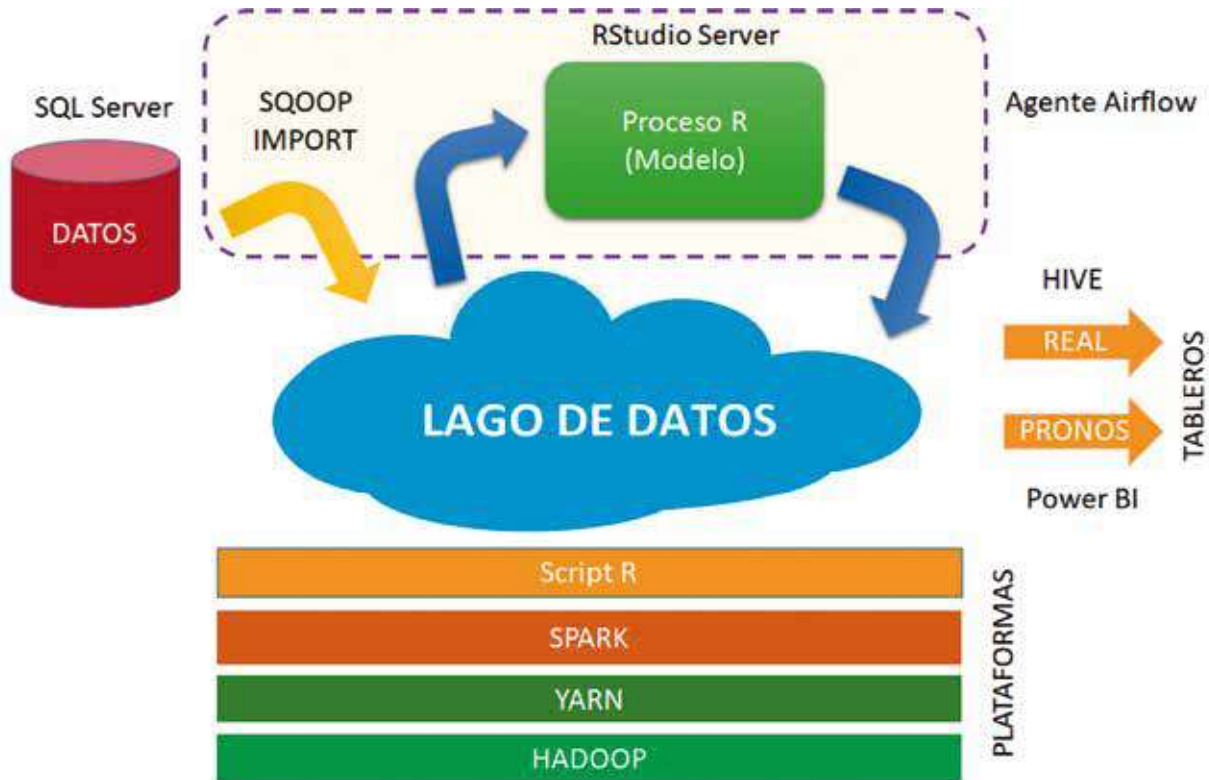 RStudio Server
SQL Server
SQOOP
IMPORT
Proceso R
(Modelo)
Agente Airflow
DATOS
HIVE
REAL
PRONOS
TABLEROS
Power BI
LAGO DE DATOS
Script R
SPARK
YARN
HADOOP
PLATAFORMAS